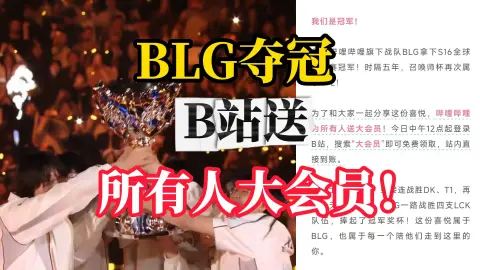 BLG夺冠
B站送
所有人大会员!
我们是冠军!
哔哩哔哩旗下战队BLG拿下S16全球
冠军!时隔五年,召唤师杯再次属
为了和大家一起分享这份喜悦,哔哩哔哩
所有人送大会员!今日中午12点起登录
B站,搜索"大会员"即可免费领取,站内直
接到账。
连战胜DK、T1,再
G一路战胜四支LCK
队伍,捧起了冠军奖杯!这份喜悦属于
BLG,也属于每一个陪他们走到这里的
你。